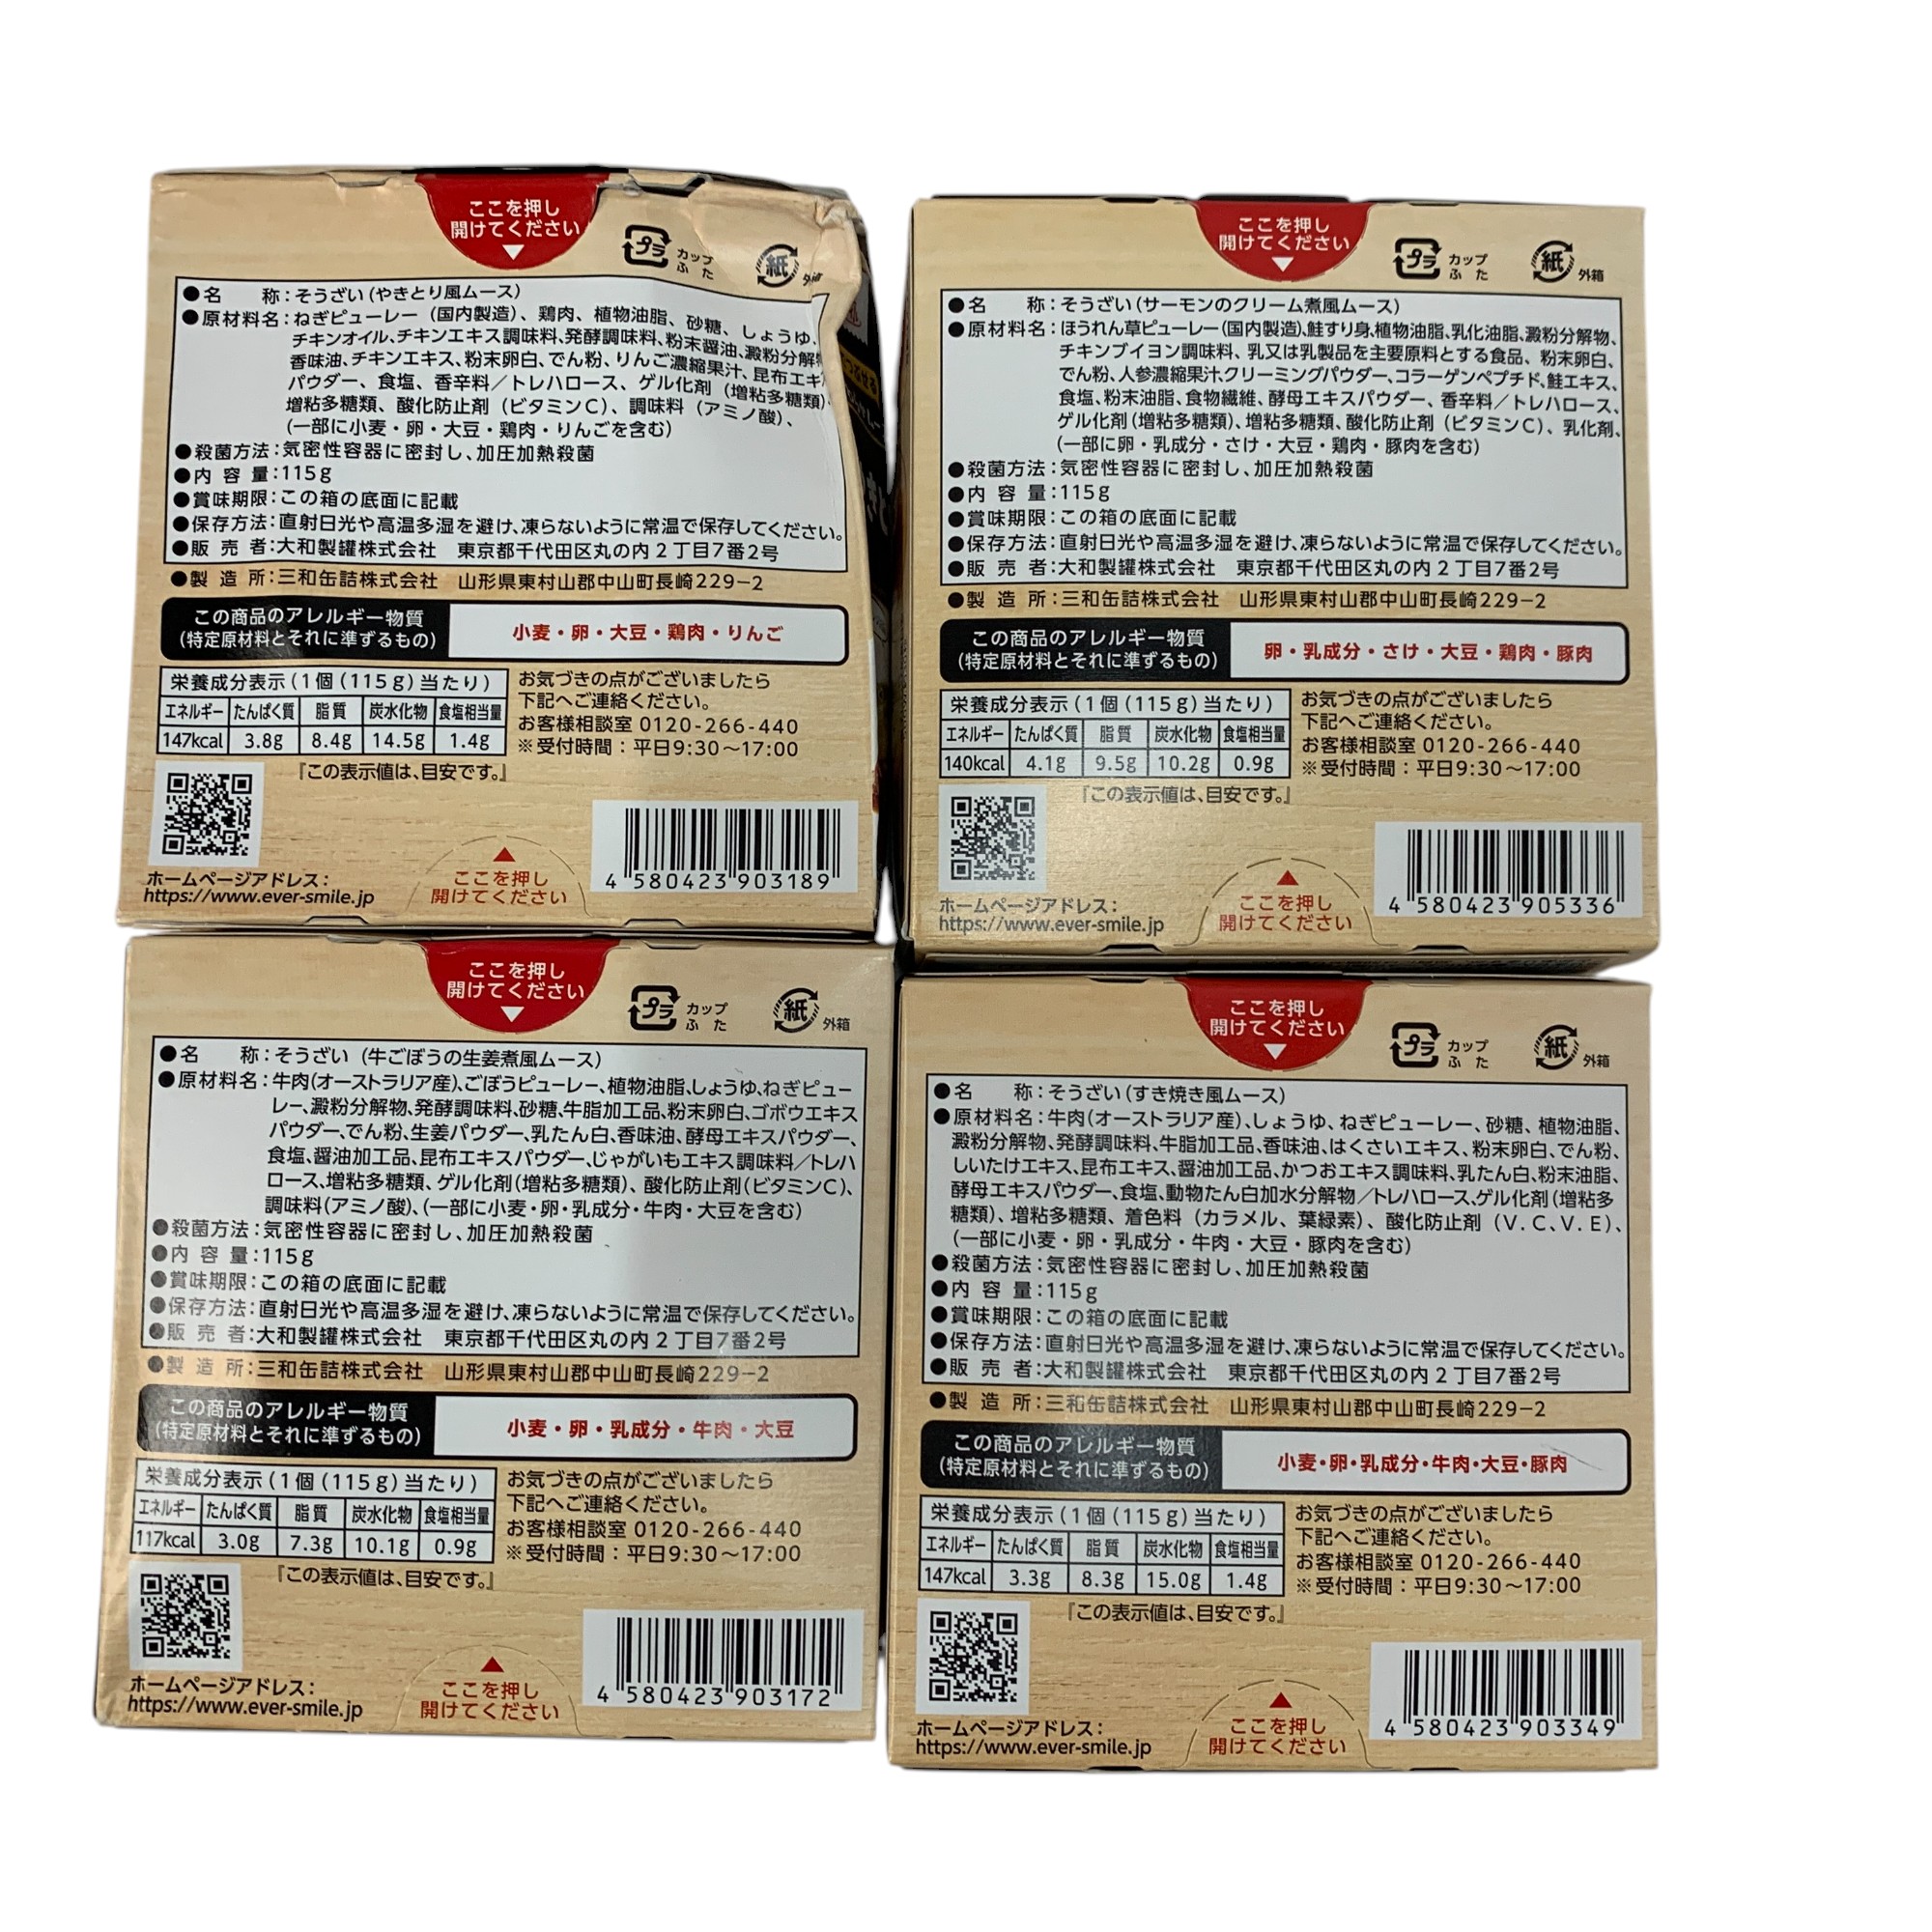 ここを押し
開けてください
プラ
カップ
ふた
紙
●名　　称：そうざい（やきとり風ムース）
●原材料名：ねぎピューレー（国内製造）、鶏肉、植物油脂、砂糖、しょうゆ、
チキンオイル、チキンエキス調味料、発酵調味料、粉末醤油、澱粉分解物
香味油、チキンエキス、粉末卵白、でん粉、りんご濃縮果汁、昆布エキ
パウダー、食塩、香辛料／トレハロース、ゲル化剤（増粘多糖類）、
増粘多糖類、酸化防止剤（ビタミンC）、調味料（アミノ酸）、
（一部に小麦・卵・大豆・鶏肉・りんごを含む）
●殺菌方法：気密性容器に密封し、加圧加熱殺菌
●内 容 量：115g
●賞味期限：この箱の底面に記載
●保存方法：直射日光や高温多湿を避け、凍らないように常温で保存してください。
●販 売 者：大和製罐株式会社　東京都千代田区丸の内2丁目7番2号
●製 造 所：三和缶詰株式会社　山形県東村山郡中山町長崎229−2
この商品のアレルギー物質
（特定原材料とそれに準ずるもの）
小麦・卵・大豆・鶏肉・りんご
栄養成分表示（1個（115g）当たり）
エネルギー たんぱく質 脂質 炭水化物 食塩相当量
147kcal 3.8g 8.4g 14.5g 1.4g
『この表示値は、目安です。』
お気づきの点がございましたら
下記へご連絡ください。
お客様相談室 0120-266-440
※受付時間：平日9:30～17:00
ホームページアドレス：
https://www.ever-smile.jp
ここを押し
開けてください
4 580423 903189
ここを押し
開けてください
プラ
カップ
ふた
紙
外箱
●名　　称：そうざい（サーモンのクリーム煮風ムース）
●原材料名：ほうれん草ピューレー（国内製造）、鮭すり身、植物油脂、乳化油脂、澱粉分解物、
チキンブイヨン調味料、乳又は乳製品を主要原料とする食品、粉末卵白、
でん粉、人参濃縮果汁、クリーミングパウダー、コラーゲンペプチド、鮭エキス、
食塩、粉末油脂、食物繊維、酵母エキスパウダー、香辛料／トレハロース、
ゲル化剤（増粘多糖類）、増粘多糖類、酸化防止剤（ビタミンC）、乳化剤、
（一部に卵・乳成分・さけ・大豆・鶏肉・豚肉を含む）
●殺菌方法：気密性容器に密封し、加圧加熱殺菌
●内 容 量：115g
●賞味期限：この箱の底面に記載
●保存方法：直射日光や高温多湿を避け、凍らないように常温で保存してください。
●販 売 者：大和製罐株式会社　東京都千代田区丸の内2丁目7番2号
●製 造 所：三和缶詰株式会社　山形県東村山郡中山町長崎229−2
この商品のアレルギー物質
（特定原材料とそれに準ずるもの）
卵・乳成分・さけ・大豆・鶏肉・豚肉
栄養成分表示（1個（115g）当たり）
エネルギー たんぱく質 脂質 炭水化物 食塩相当量
140kcal 4.1g 9.5g 10.2g 0.9g
『この表示値は、目安です。』
お気づきの点がございましたら
下記へご連絡ください。
お客様相談室 0120-266-440
※受付時間：平日9:30～17:00
ホームページアドレス：
https://www.ever-smile.jp
ここを押し
開けてください
4 580423 905336
ここを押し
開けてください
プラ
カップ
ふた
紙
外箱
●名　　称：そうざい（牛ごぼうの生姜煮風ムース）
●原材料名：牛肉（オーストラリア産）、ごぼうピューレー、植物油脂、しょうゆ、ねぎピュー
レー、澱粉分解物、発酵調味料、砂糖、牛脂加工品、粉末卵白、ゴボウエキス
パウダー、でん粉、生姜パウダー、乳たん白、香味油、酵母エキスパウダー、
食塩、醤油加工品、昆布エキスパウダー、じゃがいもエキス調味料／トレハ
ロース、増粘多糖類、ゲル化剤（増粘多糖類）、酸化防止剤（ビタミンC）、
調味料（アミノ酸）、（一部に小麦・卵・乳成分・牛肉・大豆を含む）
●殺菌方法：気密性容器に密封し、加圧加熱殺菌
●内 容 量：115g
●賞味期限：この箱の底面に記載
●保存方法：直射日光や高温多湿を避け、凍らないように常温で保存してください。
●販 売 者：大和製罐株式会社　東京都千代田区丸の内2丁目7番2号
●製 造 所：三和缶詰株式会社　山形県東村山郡中山町長崎229−2
この商品のアレルギー物質
（特定原材料とそれに準ずるもの）
小麦・卵・乳成分・牛肉・大豆
栄養成分表示（1個（115g）当たり）
エネルギー たんぱく質 脂質 炭水化物 食塩相当量
117kcal 3.0g 7.3g 10.1g 0.9g
『この表示値は、目安です。』
お気づきの点がございましたら
下記へご連絡ください。
お客様相談室 0120-266-440
※受付時間：平日9:30～17:00
ホームページアドレス：
https://www.ever-smile.jp
ここを押し
開けてください
4 580423 903172
ここを押し
開けてください
プラ
カップ
ふた
紙
外箱
●名　　称：そうざい（すき焼き風ムース）
●原材料名：牛肉（オーストラリア産）、しょうゆ、ねぎピューレー、砂糖、植物油脂、
澱粉分解物、発酵調味料、牛脂加工品、香味油、はくさいエキス、粉末卵白、でん粉、
しいたけエキス、昆布エキス、醤油加工品、かつおエキス調味料、乳たん白、粉末油脂、
酵母エキスパウダー、食塩、動物たん白加水分解物／トレハロース、ゲル化剤（増粘多
糖類）、増粘多糖類、着色料（カラメル、葉緑素）、酸化防止剤（V.C、V.E）、
（一部に小麦・卵・乳成分・牛肉・大豆・豚肉を含む）
●殺菌方法：気密性容器に密封し、加圧加熱殺菌
●内 容 量：115g
●賞味期限：この箱の底面に記載
●保存方法：直射日光や高温多湿を避け、凍らないように常温で保存してください。
●販 売 者：大和製罐株式会社　東京都千代田区丸の内2丁目7番2号
●製 造 所：三和缶詰株式会社　山形県東村山郡中山町長崎229−2
この商品のアレルギー物質
（特定原材料とそれに準ずるもの）
小麦・卵・乳成分・牛肉・大豆・豚肉
栄養成分表示（1個（115g）当たり）
エネルギー たんぱく質 脂質 炭水化物 食塩相当量
147kcal 3.3g 8.3g 15.0g 1.4g
『この表示値は、目安です。』
お気づきの点がございましたら
下記へご連絡ください。
お客様相談室 0120-266-440
※受付時間：平日9:30～17:00
ホームページアドレス：
https://www.ever-smile.jp
ここを押し
開けてください
4 580423 903349